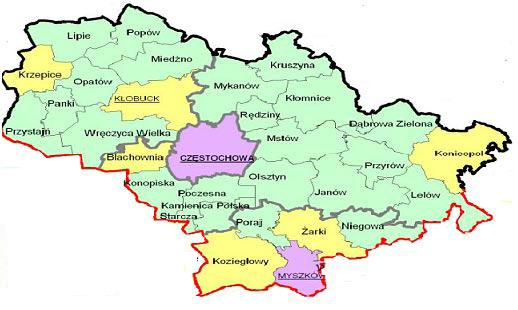 Lipie
Popów
Miedźno
Kruszyna
Krzepice
Opatów
Mykanów
Kłomnice
KŁOBUCK
Panki
Rędziny
Dąbrowa Zielona
Przystajń
Wręczyca Wielka
Mstów
Blachownia
CZĘSTOCHOWA
Koniecpol
Przyrów
Konopiska
Olsztyn
Poczesna
Janów
Lelów
Kamienica Polska
Starcza
Poraj
Żarki
Niegowa
Koziegłowy
MYSZKÓW